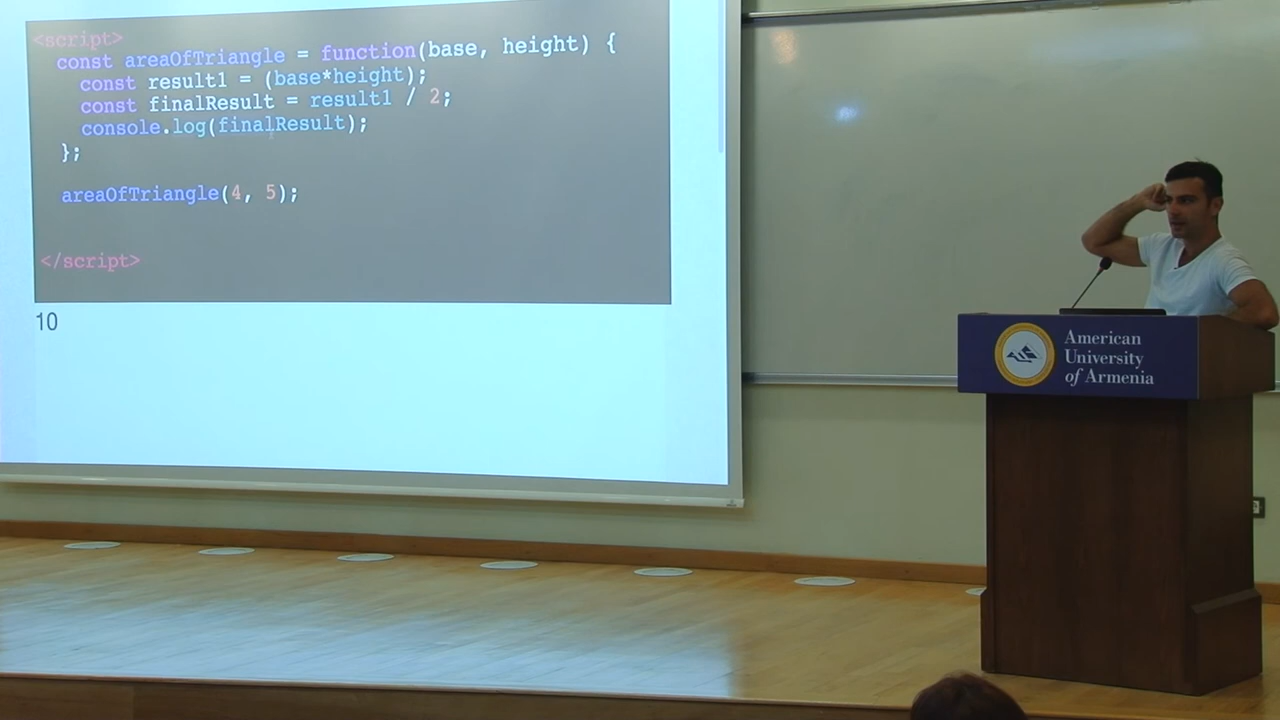 <script>
const areaOfTriangle = function(base, height) {
const result1 = (base*height);
const finalResult = result1 / 2;
console.log(finalResult);
};
areaOfTriangle(4, 5);
</script>
10
American
University
of Armenia